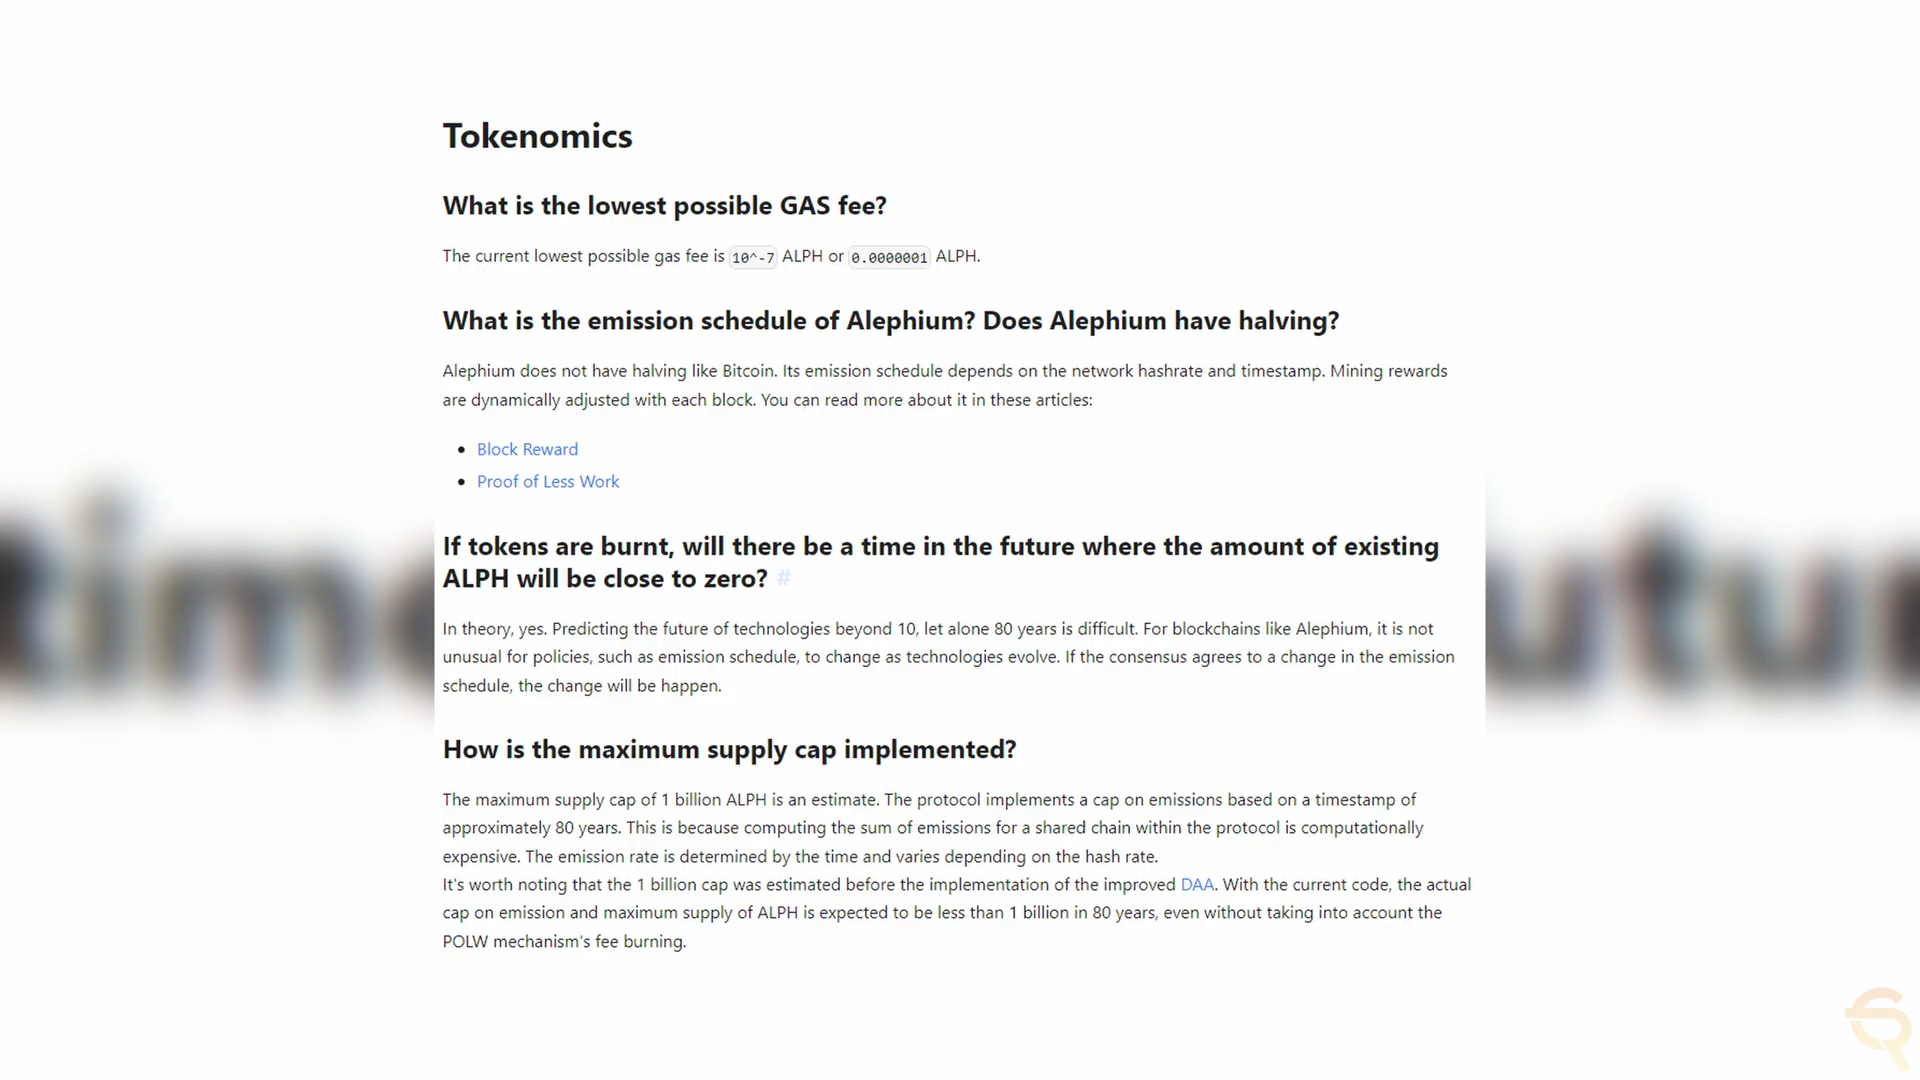 Tokenomics
What is the lowest possible GAS fee?
The current lowest possible gas fee is 10^-7 ALPH or 0.0000001 ALPH.
What is the emission schedule of Alephium? Does Alephium have halving?
Alephium does not have halving like Bitcoin. Its emission schedule depends on the network hashrate and timestamp. Mining rewards
are dynamically adjusted with each block. You can read more about it in these articles:
• Block Reward
• Proof of Less Work
If tokens are burnt, will there be a time in the future where the amount of existing
ALPH will be close to zero? #
In theory, yes. Predicting the future of technologies beyond 10, let alone 80 years is difficult. For blockchains like Alephium, it is not
unusual for policies, such as emission schedule, to change as technologies evolve. If the consensus agrees to a change in the emission
schedule, the change will be happen.
How is the maximum supply cap implemented?
The maximum supply cap of 1 billion ALPH is an estimate. The protocol implements a cap on emissions based on a timestamp of
approximately 80 years. This is because computing the sum of emissions for a shared chain within the protocol is computationally
expensive. The emission rate is determined by the time and varies depending on the hash rate.
It's worth noting that the 1 billion cap was estimated before the implementation of the improved DAA. With the current code, the actual
cap on emission and maximum supply of ALPH is expected to be less than 1 billion in 80 years, even without taking into account the
POLW mechanism's fee burning.